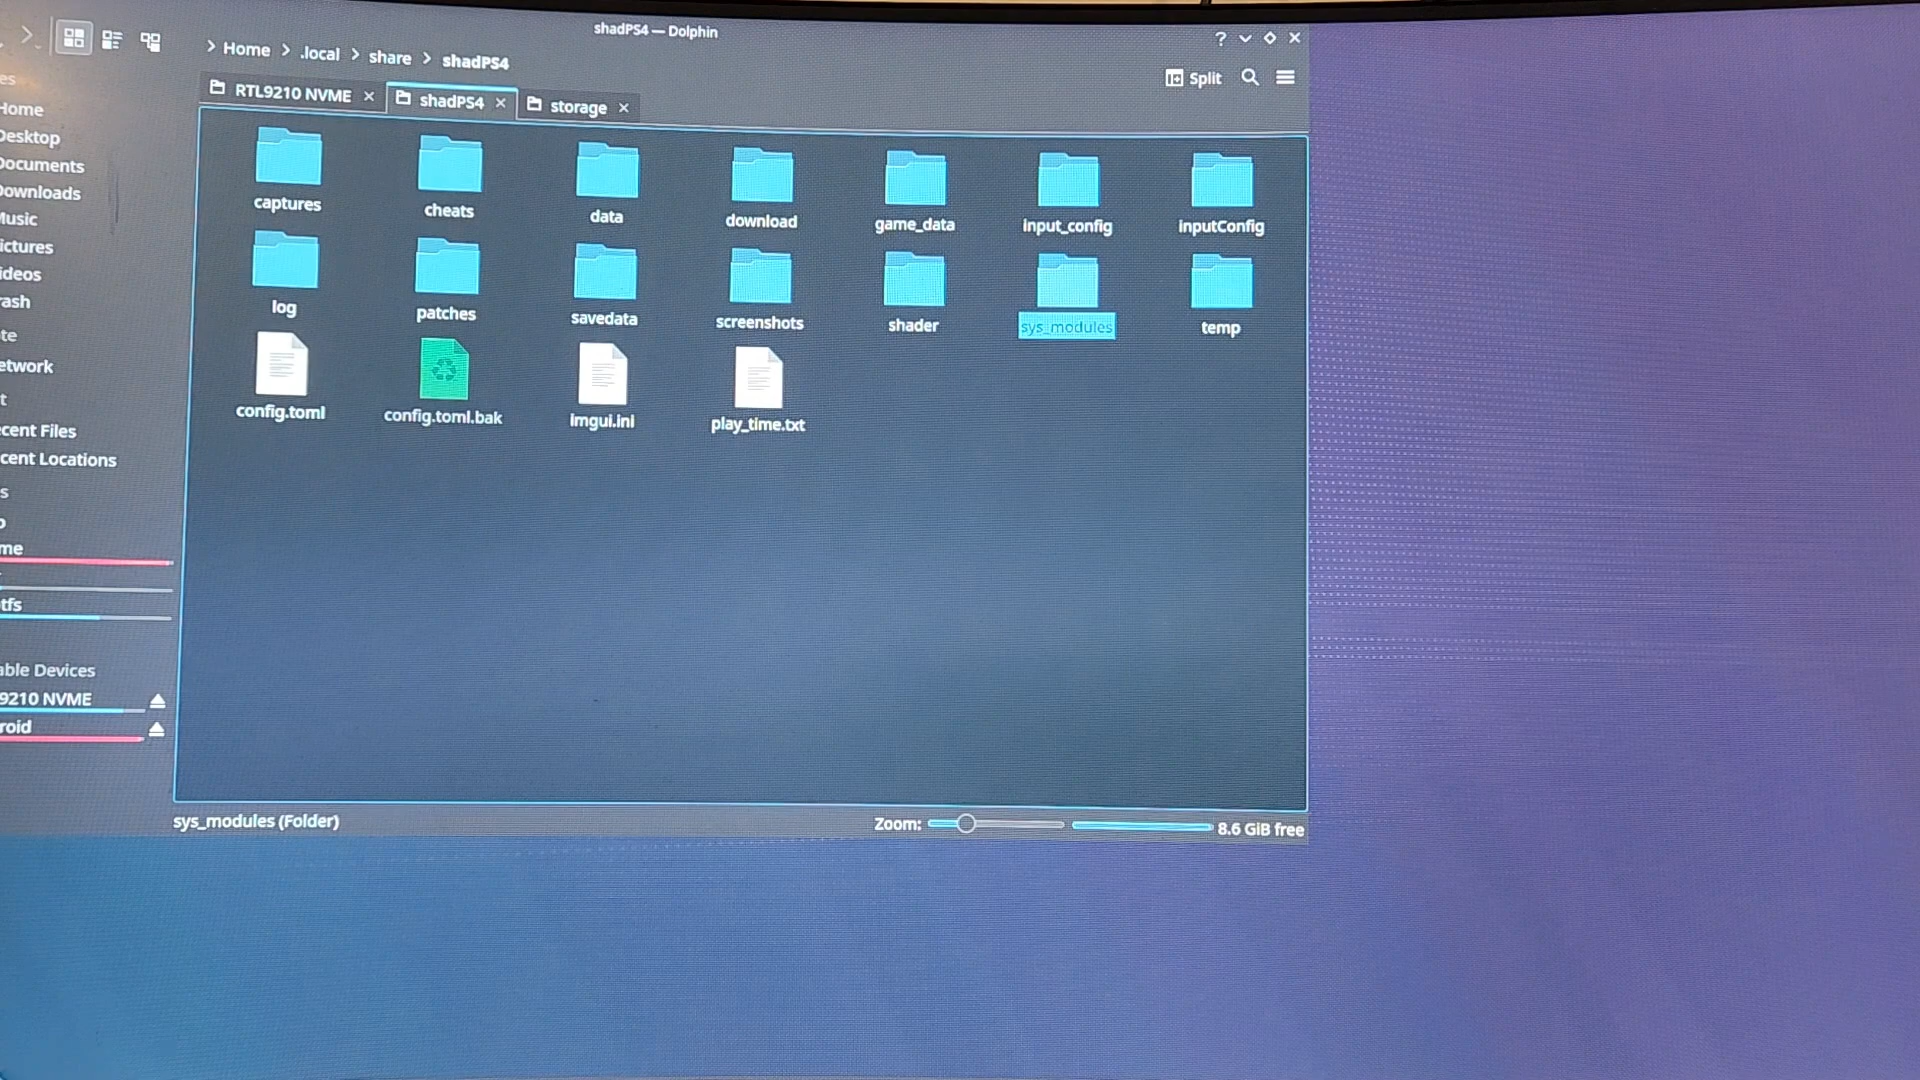 shadPS4 — Dolphin
Home .local share shadPS4
Split
RTL9210 NVME shadPS4 storage
es
Home
Desktop
Documents
Downloads
Music
ictures
ideos
rash
te
etwork
t
cent Files
cent Locations
s
me
tfs
able Devices
9210 NVME
roid
captures cheats data download game_data input_config inputConfig
log patches savedata screenshots shader sys_modules temp
config.toml config.toml.bak imgui.ini play_time.txt
sys_modules (Folder)
Zoom: 8.6 GiB free